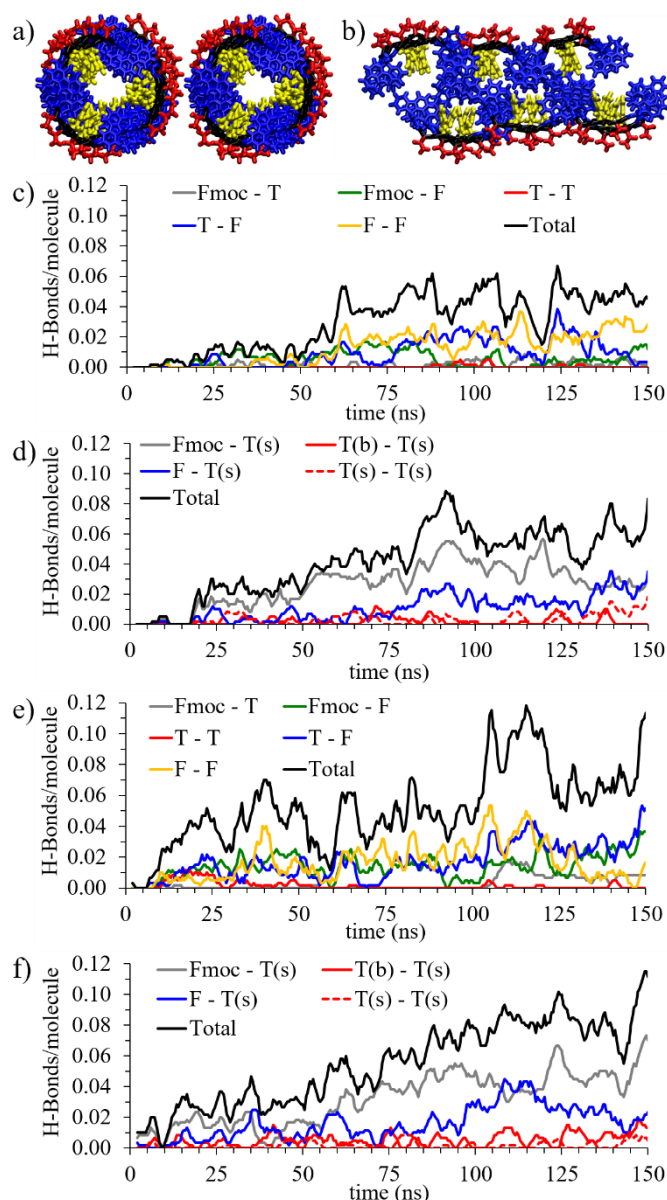 a) b)
c)
0.12
0.10
0.08
0.06
0.04
0.02
0.00
H-Bonds/molecule
Fmoc - T Fmoc - F T - T
T - F F - F Total
0 25 50 75 100 125 150
time (ns)
d)
0.12
0.10
0.08
0.06
0.04
0.02
0.00
H-Bonds/molecule
Fmoc - T(s) T(b) - T(s)
F - T(s) T(s) - T(s)
Total
0 25 50 75 100 125 150
time (ns)
e)
0.12
0.10
0.08
0.06
0.04
0.02
0.00
H-Bonds/molecule
Fmoc - T Fmoc - F
T - T T - F
F - F Total
0 25 50 75 100 125 150
time (ns)
f)
0.12
0.10
0.08
0.06
0.04
0.02
0.00
H-Bonds/molecule
Fmoc - T(s) T(b) - T(s)
F - T(s) T(s) - T(s)
Total
0 25 50 75 100 125 150
time (ns)